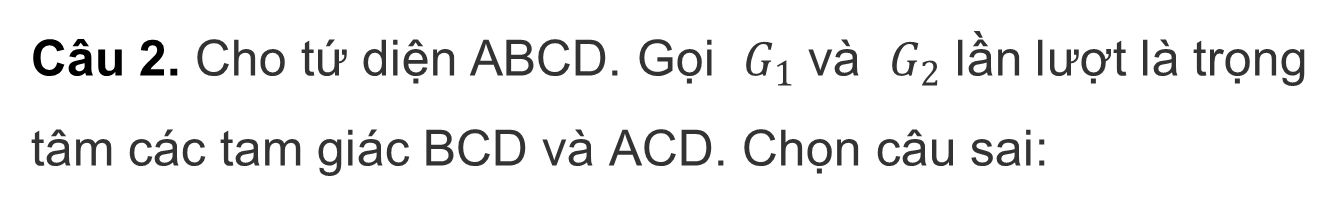 Câu 2. Cho tứ diện ABCD. Gọi G₁ và G₂ lần lượt là trọng
tâm các tam giác BCD và ACD. Chọn câu sai: